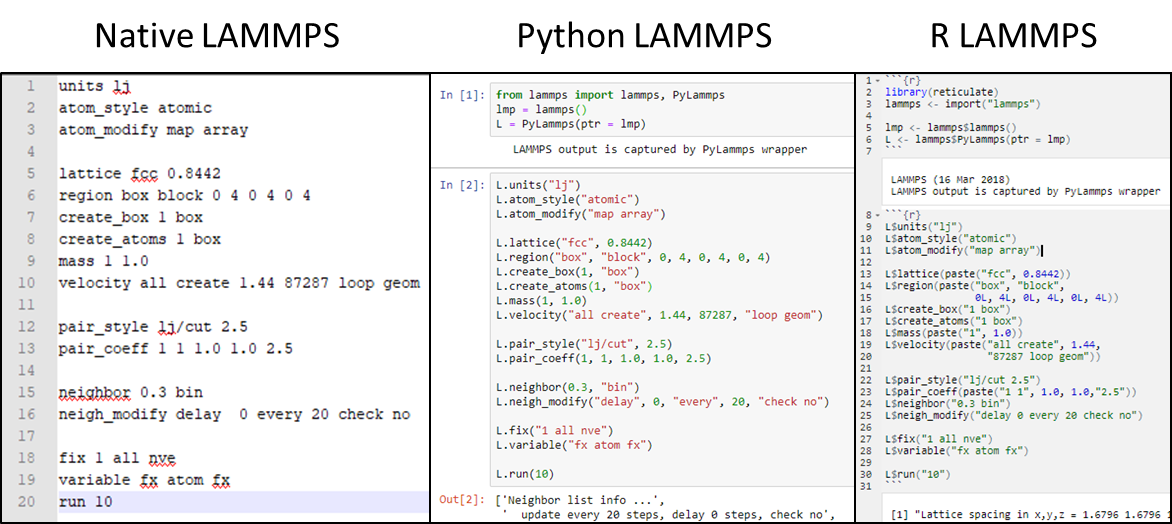 Native LAMMPS
Python LAMMPS
R LAMMPS
1 units lj
2 atom_style atomic
3 atom_modify map array
4
5 lattice fcc 0.8442
6 region box block 0 4 0 4 0 4
7 create_box 1 box
8 create_atoms 1 box
9 mass 1 1.0
10 velocity all create 1.44 87287 loop geom
11
12 pair_style lj/cut 2.5
13 pair_coeff 1 1 1.0 1.0 2.5
14
15 neighbor 0.3 bin
16 neigh_modify delay  0 every 20 check no
17
18 fix 1 all nve
19 variable fx atom fx
20 run 10
In [1]: from lammps import lammps, PyLammps
lmp = lammps()
L = PyLammps(ptr = lmp)
LAMMPS output is captured by PyLammps wrapper
In [2]: L.units("lj")
L.atom_style("atomic")
L.atom_modify("map array")
L.lattice("fcc", 0.8442)
L.region("box", "block", 0, 4, 0, 4, 0, 4)
L.create_box(1, "box")
L.create_atoms(1, "box")
L.mass(1, 1.0)
L.velocity("all create", 1.44, 87287, "loop geom")
L.pair_style("lj/cut", 2.5)
L.pair_coeff(1, 1, 1.0, 1.0, 2.5)
L.neighbor(0.3, "bin")
L.neigh_modify("delay", 0, "every", 20, "check no")
L.fix("1 all nve")
L.variable("fx atom fx")
L.run(10)
Out[2]: ['Neighbor list info ...',
'  update every 20 steps, delay 0 steps, check no',
1 ```{r}
2 library(reticulate)
3 lammps <- import("lammps")
4
5 lmp <- lammps$lammps()
6 L <- lammps$PyLammps(ptr = lmp)
7 ```
LAMMPS (16 Mar 2018)
LAMMPS output is captured by PyLammps wrapper
8 ```{r}
9 L$units("lj")
10 L$atom_style("atomic")
11 L$atom_modify("map array")
12
13 L$lattice(paste("fcc", 0.8442))
14 L$region(paste("box", "block",
15 0L, 4L, 0L, 4L, 0L, 4L))
16 L$create_box("1 box")
17 L$create_atoms("1 box")
18 L$mass(paste("1", 1.0))
19 L$velocity(paste("all create", 1.44,
20 "87287 loop geom"))
21
22 L$pair_style("lj/cut 2.5")
23 L$pair_coeff(paste("1 1", 1.0, 1.0,"2.5"))
24 L$neighbor("0.3 bin")
25 L$neigh_modify("delay 0 every 20 check no")
26
27 L$fix("1 all nve")
28 L$variable("fx atom fx")
29
30 L$run("10")
31 ```
[1] "Lattice spacing in x,y,z = 1.6796 1.6796 1